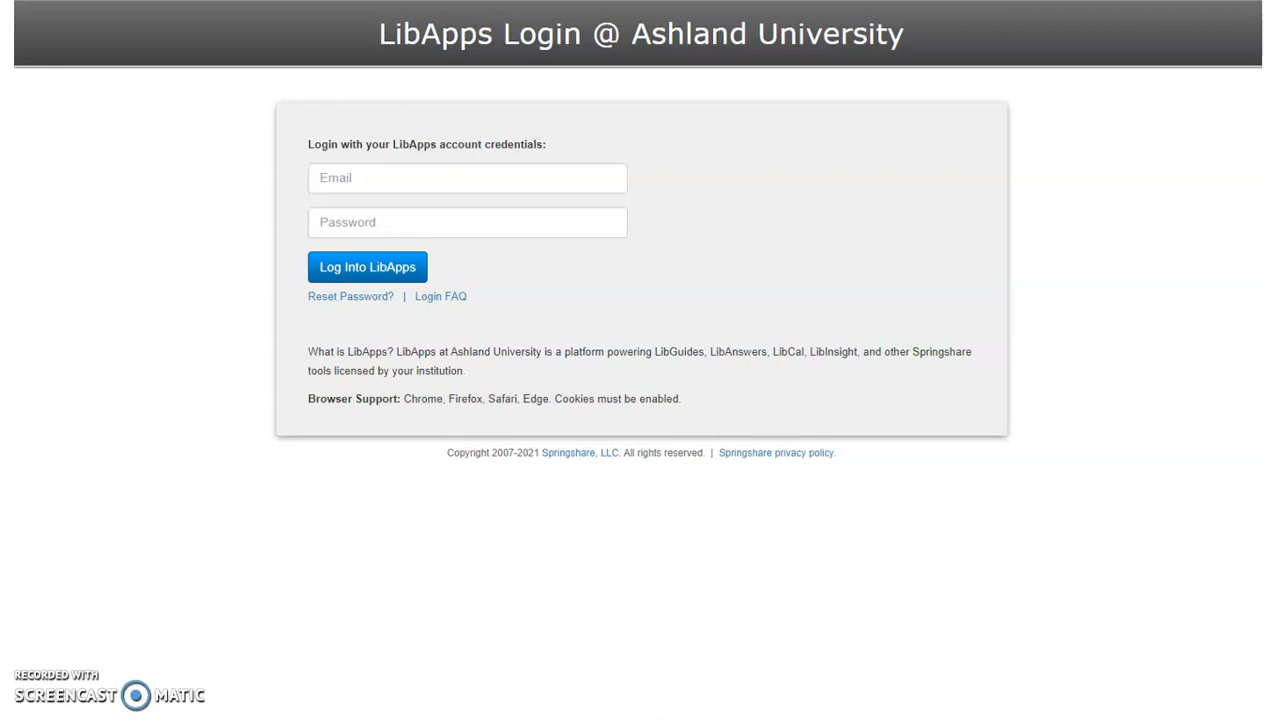 LibApps Login @ Ashland University
Login with your LibApps account credentials:
Email
Password
Log Into LibApps
Reset Password? | Login FAQ
What is LibApps? LibApps at Ashland University is a platform powering LibGuides, LibAnswers, LibCal, LibInsight, and other Springshare
tools licensed by your institution.
Browser Support: Chrome, Firefox, Safari, Edge. Cookies must be enabled.
Copyright 2007-2021 Springshare, LLC. All rights reserved. | Springshare privacy policy.
RECORDED WITH
SCREENCAST MATIC